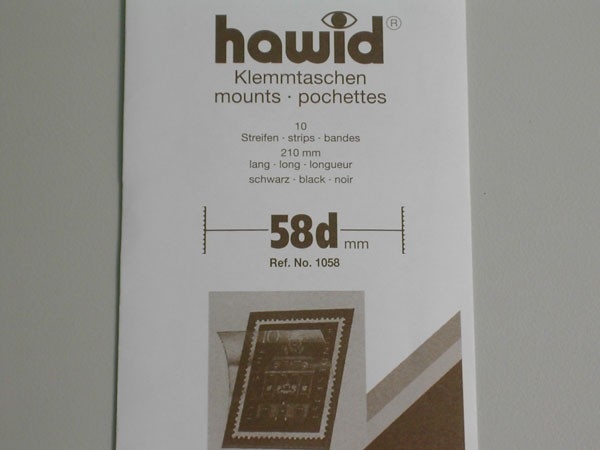 hawid®
Klemmtaschen
mounts · pochettes
10
Streifen · strips · bandes
210 mm
lang · long · longueur
schwarz · black · noir
58d mm
Ref. No. 1058